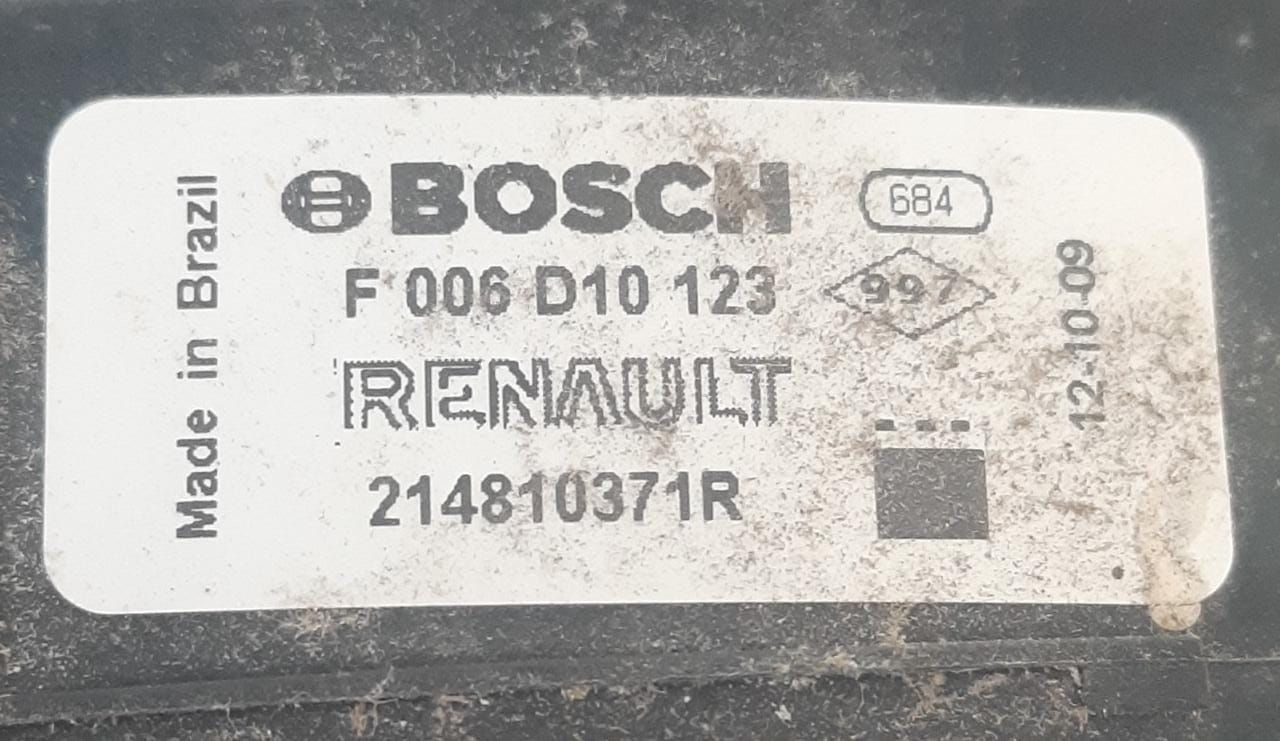 Made in Brazil
BOSCH
684
F 006 D10 123
997
12-10-09
RENAULT
214810371R